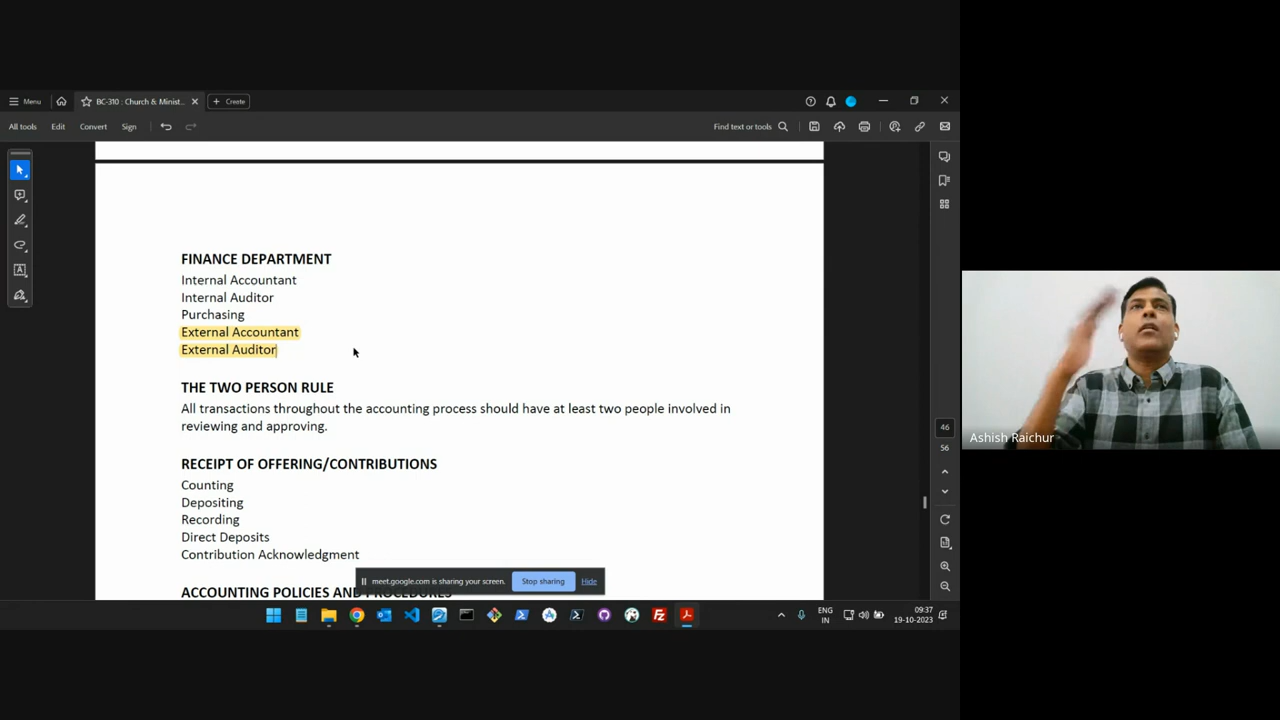 Menu
BC-310 : Church & Minist...
Create
All tools
Edit
Convert
Sign
Find text or tools
FINANCE DEPARTMENT
Internal Accountant
Internal Auditor
Purchasing
External Accountant
External Auditor
THE TWO PERSON RULE
All transactions throughout the accounting process should have at least two people involved in
reviewing and approving.
RECEIPT OF OFFERING/CONTRIBUTIONS
Counting
Depositing
Recording
Direct Deposits
Contribution Acknowledgment
ACCOUNTING POLICIES AND PROCEDURES
46
56
meet.google.com is sharing your screen.
Stop sharing
Hide
ENG
IN
09:37
19-10-2023
Ashish Raichur